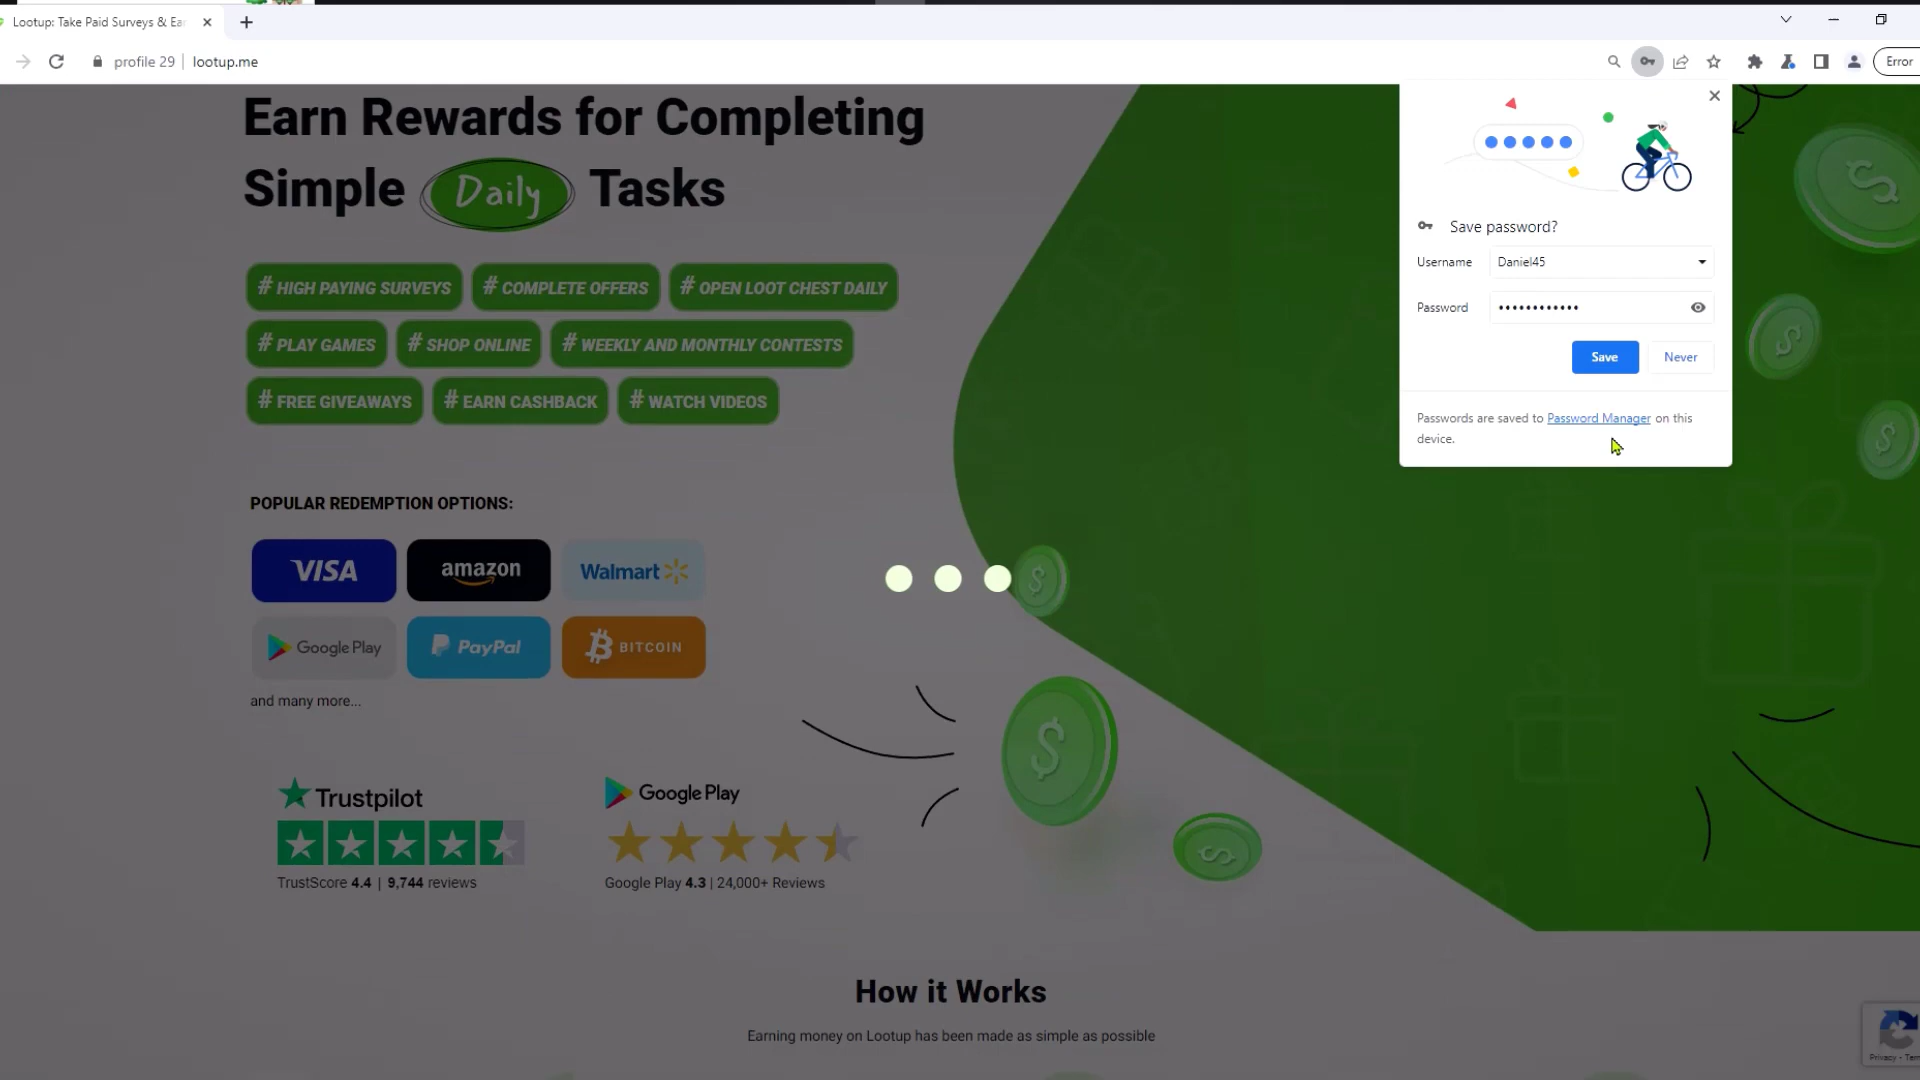 Lootup: Take Paid Surveys & Ear
profile 29 | lootup.me
Error
Earn Rewards for Completing
Simple Daily Tasks
# HIGH PAYING SURVEYS
# COMPLETE OFFERS
# OPEN LOOT CHEST DAILY
# PLAY GAMES
# SHOP ONLINE
# WEEKLY AND MONTHLY CONTESTS
# FREE GIVEAWAYS
# EARN CASHBACK
# WATCH VIDEOS
POPULAR REDEMPTION OPTIONS:
VISA
amazon
Walmart
Google Play
PayPal
BITCOIN
and many more...
Trustpilot
TrustScore 4.4 | 9,744 reviews
Google Play
Google Play 4.3 | 24,000+ Reviews
Save password?
Username Daniel45
Password ••••••••••••
Save
Never
Passwords are saved to Password Manager on this
device.
How it Works
Earning money on Lootup has been made as simple as possible
Privacy - Tern